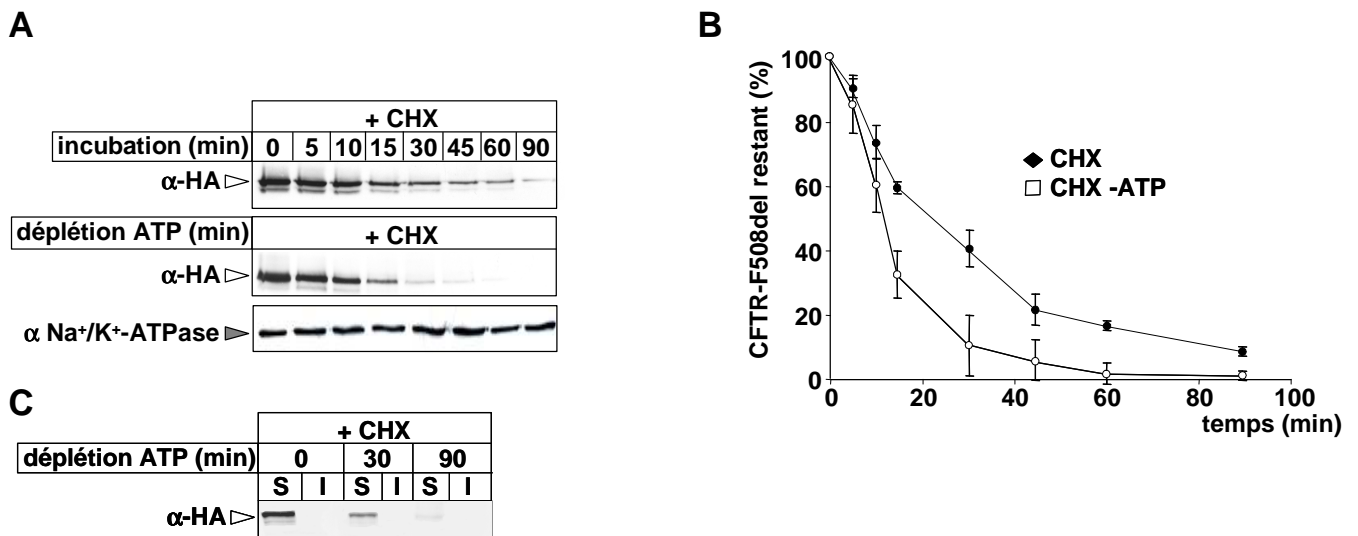 A
+ CHX
incubation (min) 0 5 10 15 30 45 60 90
α-HA
déplétion ATP (min) + CHX
α-HA
α Na⁺/K⁺-ATPase
B
CFTR-F508del restant (%)
100
80
60
40
20
0
0 20 40 60 80 100
temps (min)
CHX
CHX -ATP
C
+ CHX
déplétion ATP (min) 0 30 90
S I S I S I
α-HA